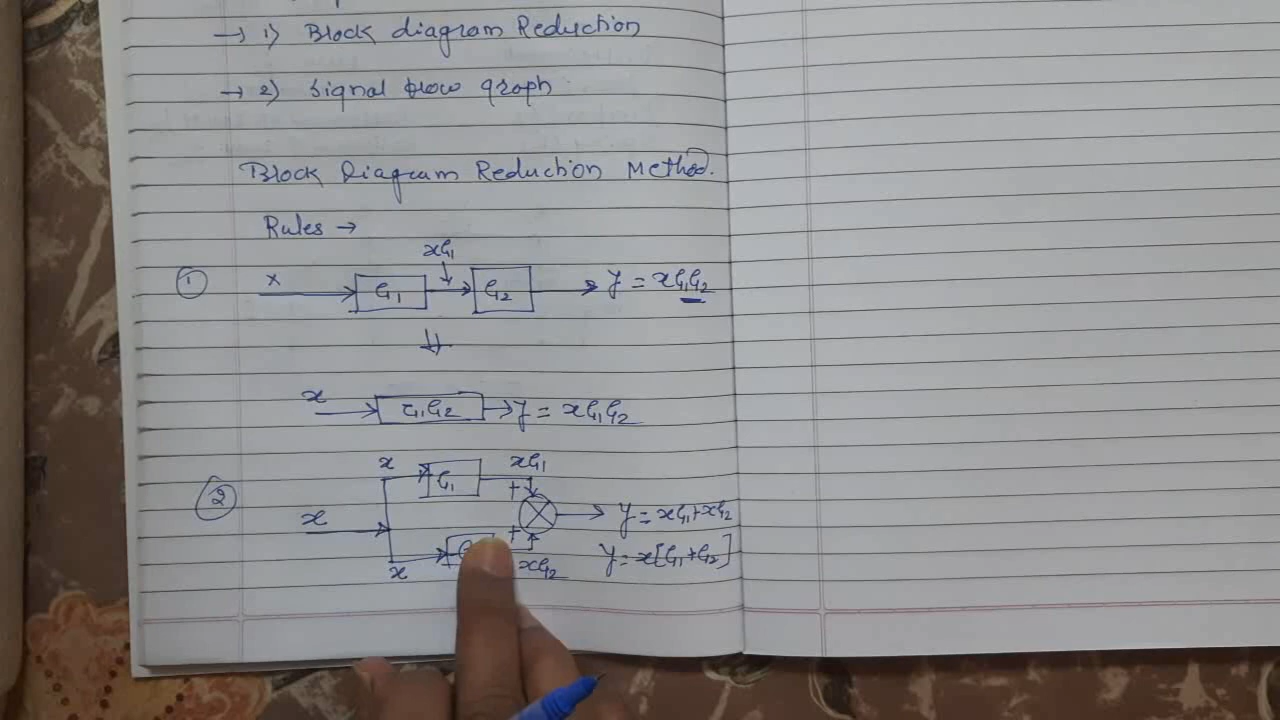 → 1) Block diagram Reduction
→ 2) Signal flow graph
Block Diagram Reduction Method.
Rules →
xG₁
① x G₁ G₂ y = xG₁G₂
⇓
x G₁G₂ y = xG₁G₂
② x G₁ xG₁
+
x y = xG₁+xG₂
+
x xG₂ y = x[G₁+G₂]